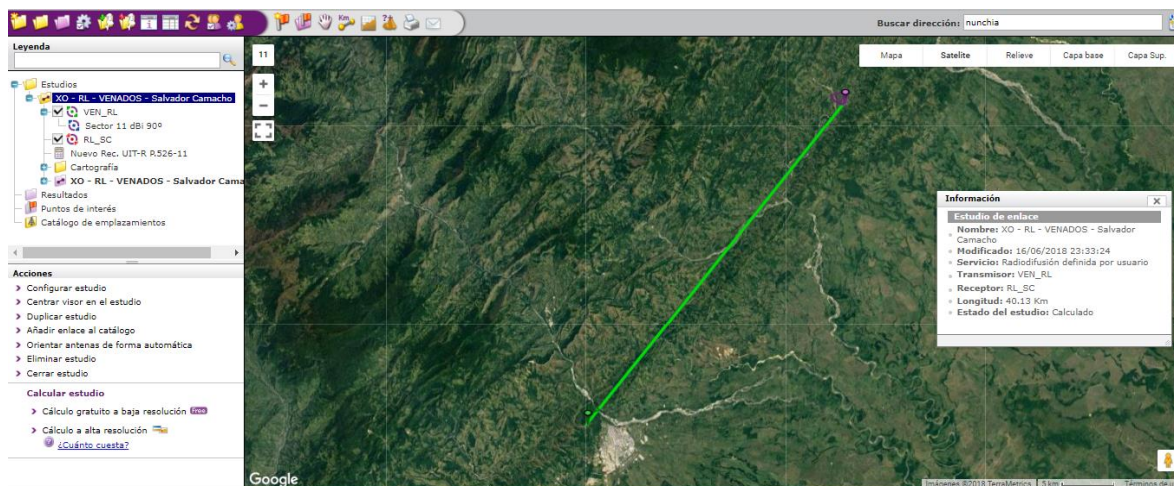 Buscar dirección: nunchia
Leyenda
Estudios
XO - RL - VENADOS - Salvador Camacho
VEN_RL
Sector 11 dBi 90º
RL_SC
Nuevo Rec. UIT-R P.526-11
Cartografía
XO - RL - VENADOS - Salvador Cama
Resultados
Puntos de interés
Catálogo de emplazamientos
Acciones
Configurar estudio
Centrar visor en el estudio
Duplicar estudio
Añadir enlace al catálogo
Orientar antenas de forma automática
Eliminar estudio
Cerrar estudio
Calcular estudio
Cálculo gratuito a baja resolución Free
Cálculo a alta resolución
¿Cuánto cuesta?
11
+
−
Mapa Satelite Relieve Capa base Capa Sup.
Información
Estudio de enlace
Nombre: XO - RL - VENADOS - Salvador
Camacho
Modificado: 16/06/2018 23:33:24
Servicio: Radiodifusión definida por usuario
Transmisor: VEN_RL
Receptor: RL_SC
Longitud: 40.13 Km
Estado del estudio: Calculado
Google
Imágenes ©2018 TerraMetrics 5 km Términos de